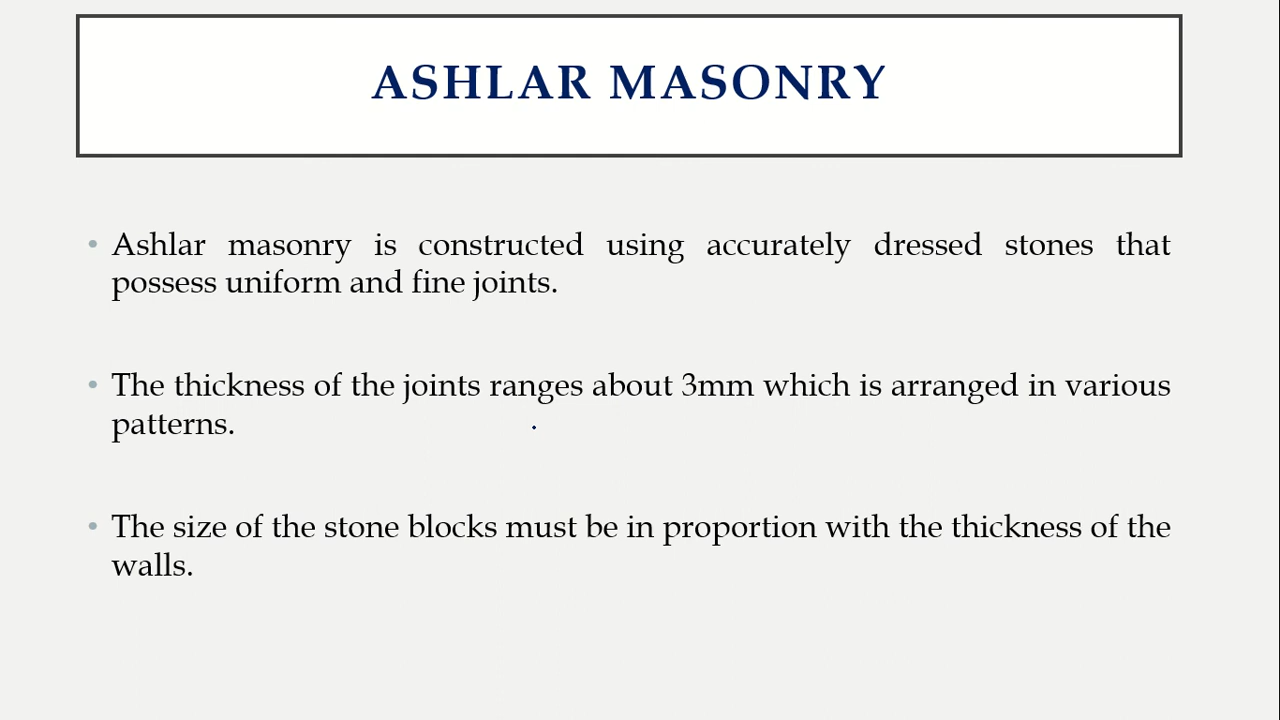 ASHLAR MASONRY
• Ashlar masonry is constructed using accurately dressed stones that
possess uniform and fine joints.
• The thickness of the joints ranges about 3mm which is arranged in various
patterns.
• The size of the stone blocks must be in proportion with the thickness of the
walls.